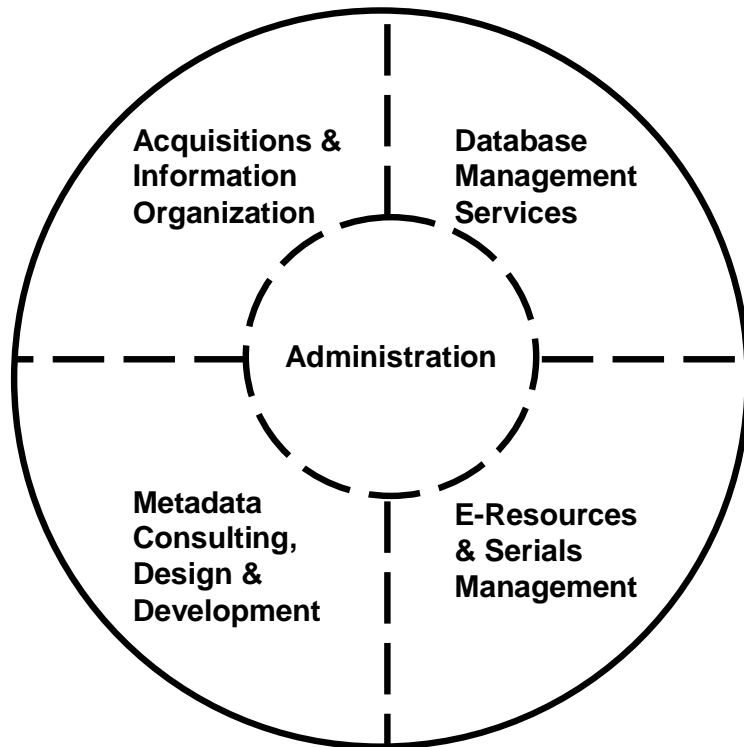 Acquisitions &
Information
Organization
Database
Management
Services
Administration
Metadata
Consulting,
Design &
Development
E-Resources
& Serials
Management